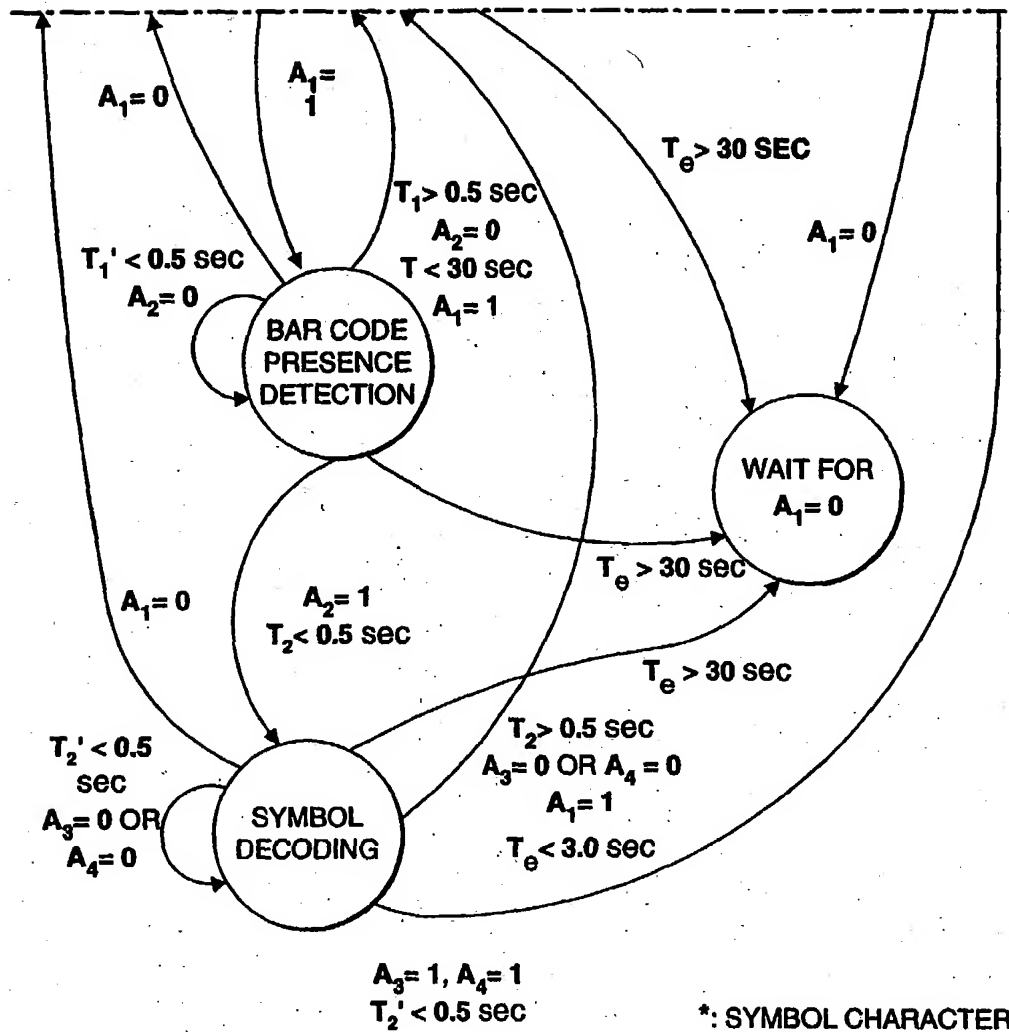 A₁= 0
A₁=
1
Tₑ> 30 SEC
T₁> 0.5 sec
A₂= 0
T < 30 sec
A₁= 1
A₁= 0
T₁' < 0.5 sec
A₂= 0
BAR CODE
PRESENCE
DETECTION
WAIT FOR
A₁= 0
Tₑ > 30 sec
A₁= 0
A₂= 1
T₂< 0.5 sec
Tₑ > 30 sec
T₂' < 0.5
sec
A₃= 0 OR
A₄= 0
SYMBOL
DECODING
T₂> 0.5 sec
A₃= 0 OR A₄ = 0
A₁= 1
Tₑ< 3.0 sec
A₃= 1, A₄= 1
T₂' < 0.5 sec
*: SYMBOL CHARACTER